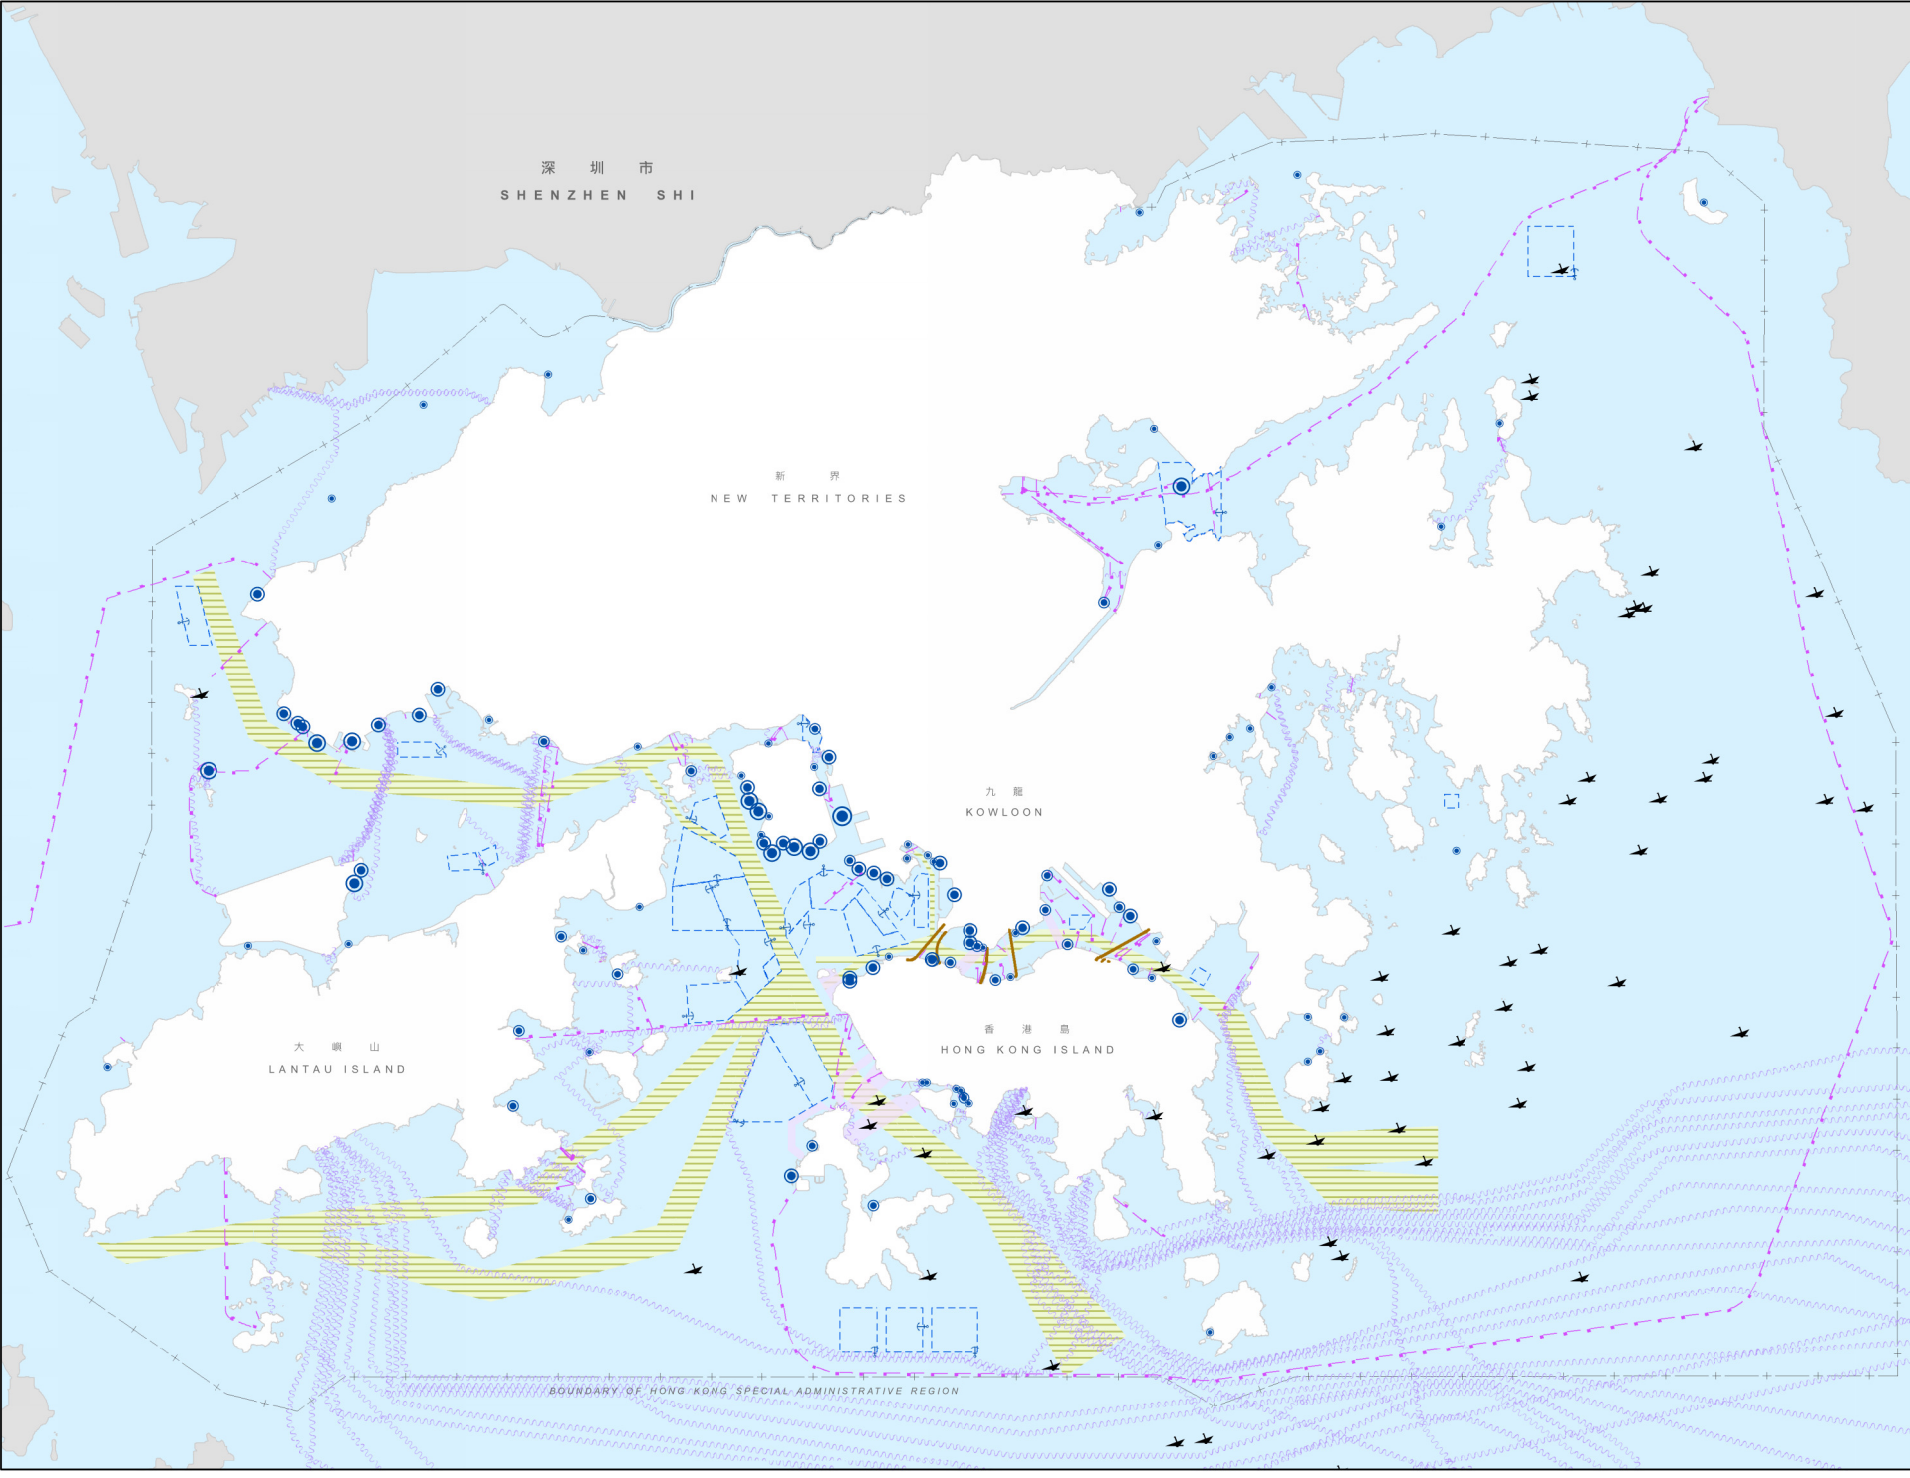 深 圳 市
SHENZHEN SHI
新 界
NEW TERRITORIES
九 龍
KOWLOON
香 港 島
HONG KONG ISLAND
大 嶼 山
LANTAU ISLAND
BOUNDARY OF HONG KONG SPECIAL ADMINISTRATIVE REGION